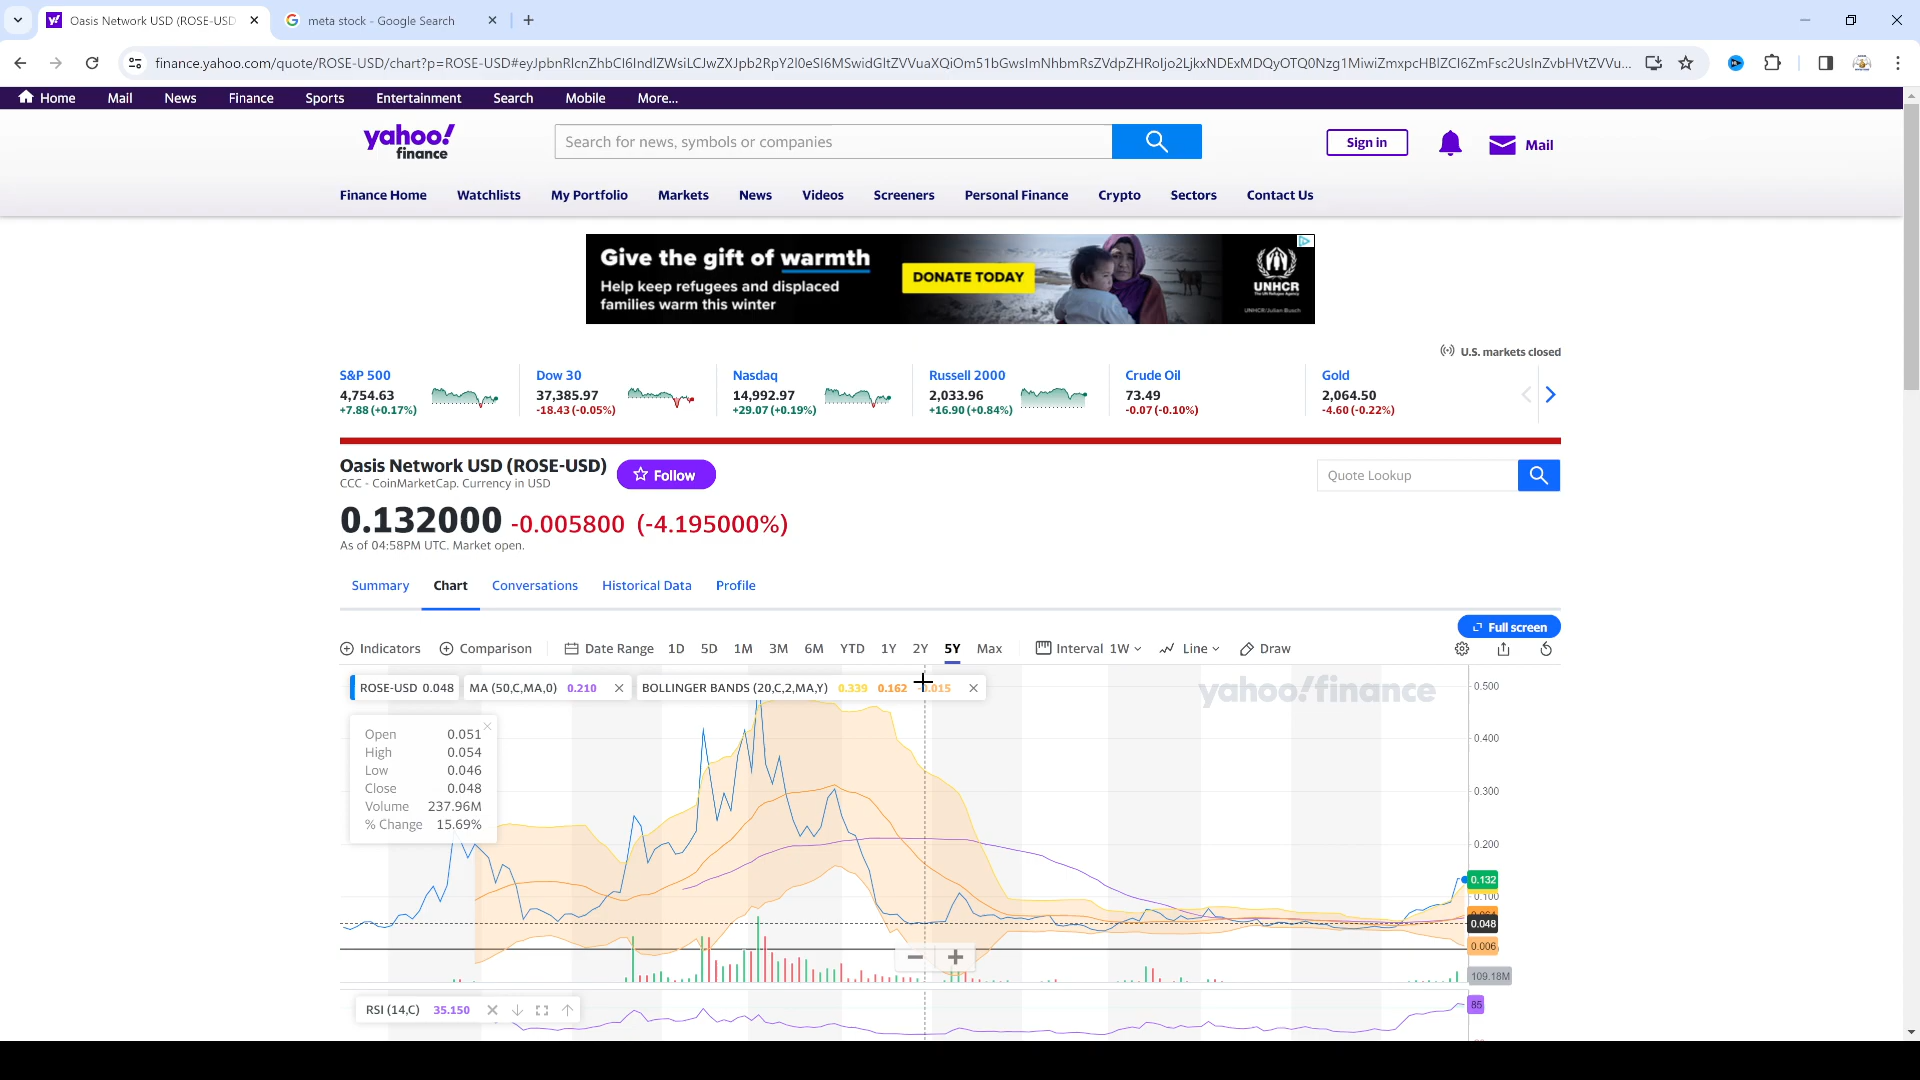 Oasis Network USD (ROSE-USD
meta stock - Google Search
finance.yahoo.com/quote/ROSE-USD/chart?p=ROSE-USD#
Home Mail News Finance Sports Entertainment Search Mobile More...
yahoo!
finance
Search for news, symbols or companies
Sign in
Mail
Finance Home Watchlists My Portfolio Markets News Videos Screeners Personal Finance Crypto Sectors Contact Us
Give the gift of warmth
Help keep refugees and displaced
families warm this winter
DONATE TODAY
UNHCR
The UN Refugee Agency
UNHCR/Julian Busch
U.S. markets closed
S&P 500 Dow 30 Nasdaq Russell 2000 Crude Oil Gold
4,754.63 37,385.97 14,992.97 2,033.96 73.49 2,064.50
+7.88 (+0.17%) -18.43 (-0.05%) +29.07 (+0.19%) +16.90 (+0.84%) -0.07 (-0.10%) -4.60 (-0.22%)
Oasis Network USD (ROSE-USD)
Follow
Quote Lookup
CCC - CoinMarketCap. Currency in USD
0.132000 -0.005800 (-4.195000%)
As of 04:58PM UTC. Market open.
Summary Chart Conversations Historical Data Profile
Full screen
Indicators Comparison Date Range 1D 5D 1M 3M 6M YTD 1Y 2Y 5Y Max Interval 1W Line Draw
ROSE-USD 0.048 MA (50,C,MA,0) 0.210 BOLLINGER BANDS (20,C,2,MA,Y) 0.339 0.162 -0.015
yahoo!finance
0.500
Open 0.051
0.400
High 0.054
Low 0.046
Close 0.048
0.300
Volume 237.96M
% Change 15.69%
0.200
0.132
0.100
0.048
0.006
109.18M
RSI (14,C) 35.150
85